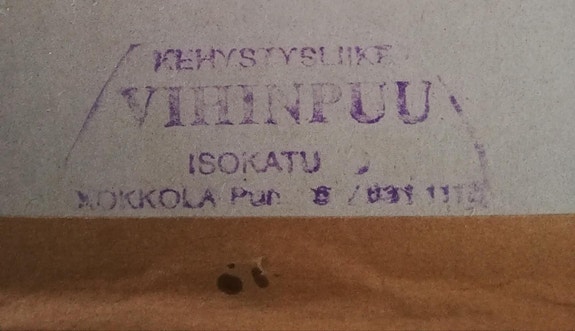 KEHYSTYSLIIKE
VIHINPUU
ISOKATU
KOKKOLA Puh